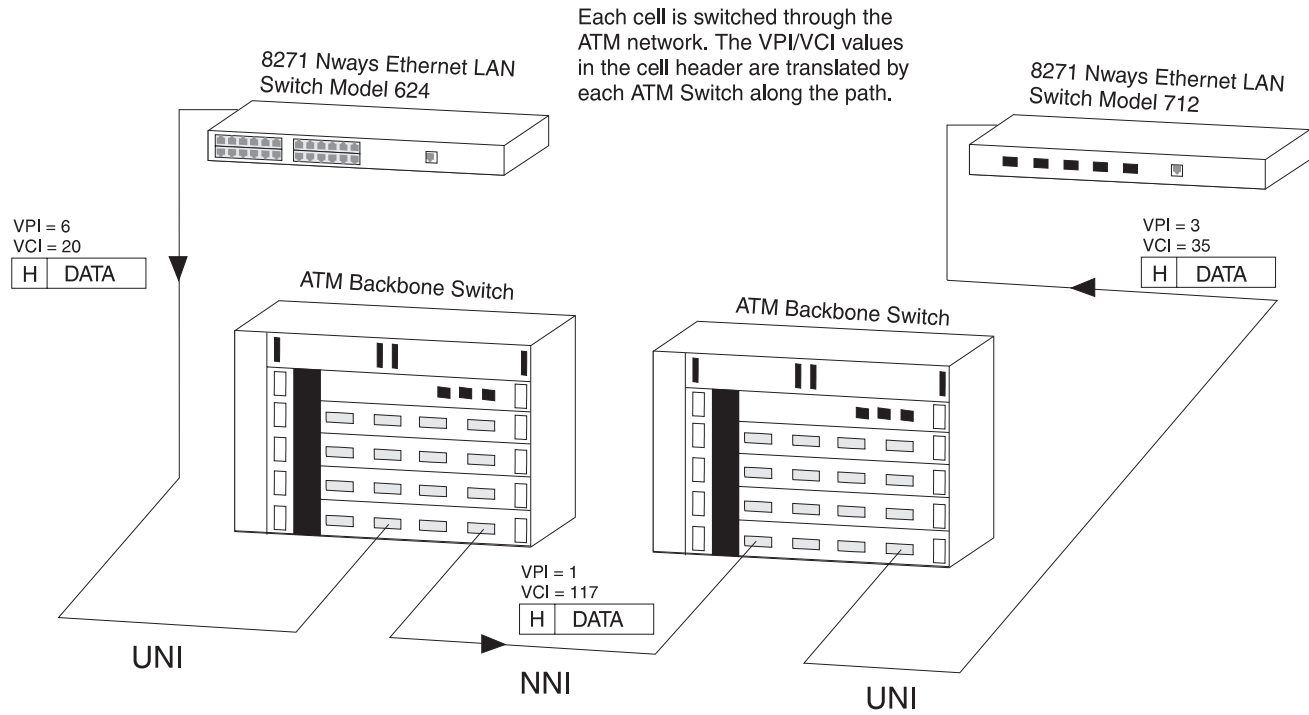 Each cell is switched through the
ATM network. The VPI/VCI values
in the cell header are translated by
each ATM Switch along the path.
8271 Nways Ethernet LAN
Switch Model 624
8271 Nways Ethernet LAN
Switch Model 712
VPI = 6
VCI = 20
H DATA
VPI = 3
VCI = 35
H DATA
ATM Backbone Switch
ATM Backbone Switch
VPI = 1
VCI = 117
H DATA
UNI
NNI
UNI